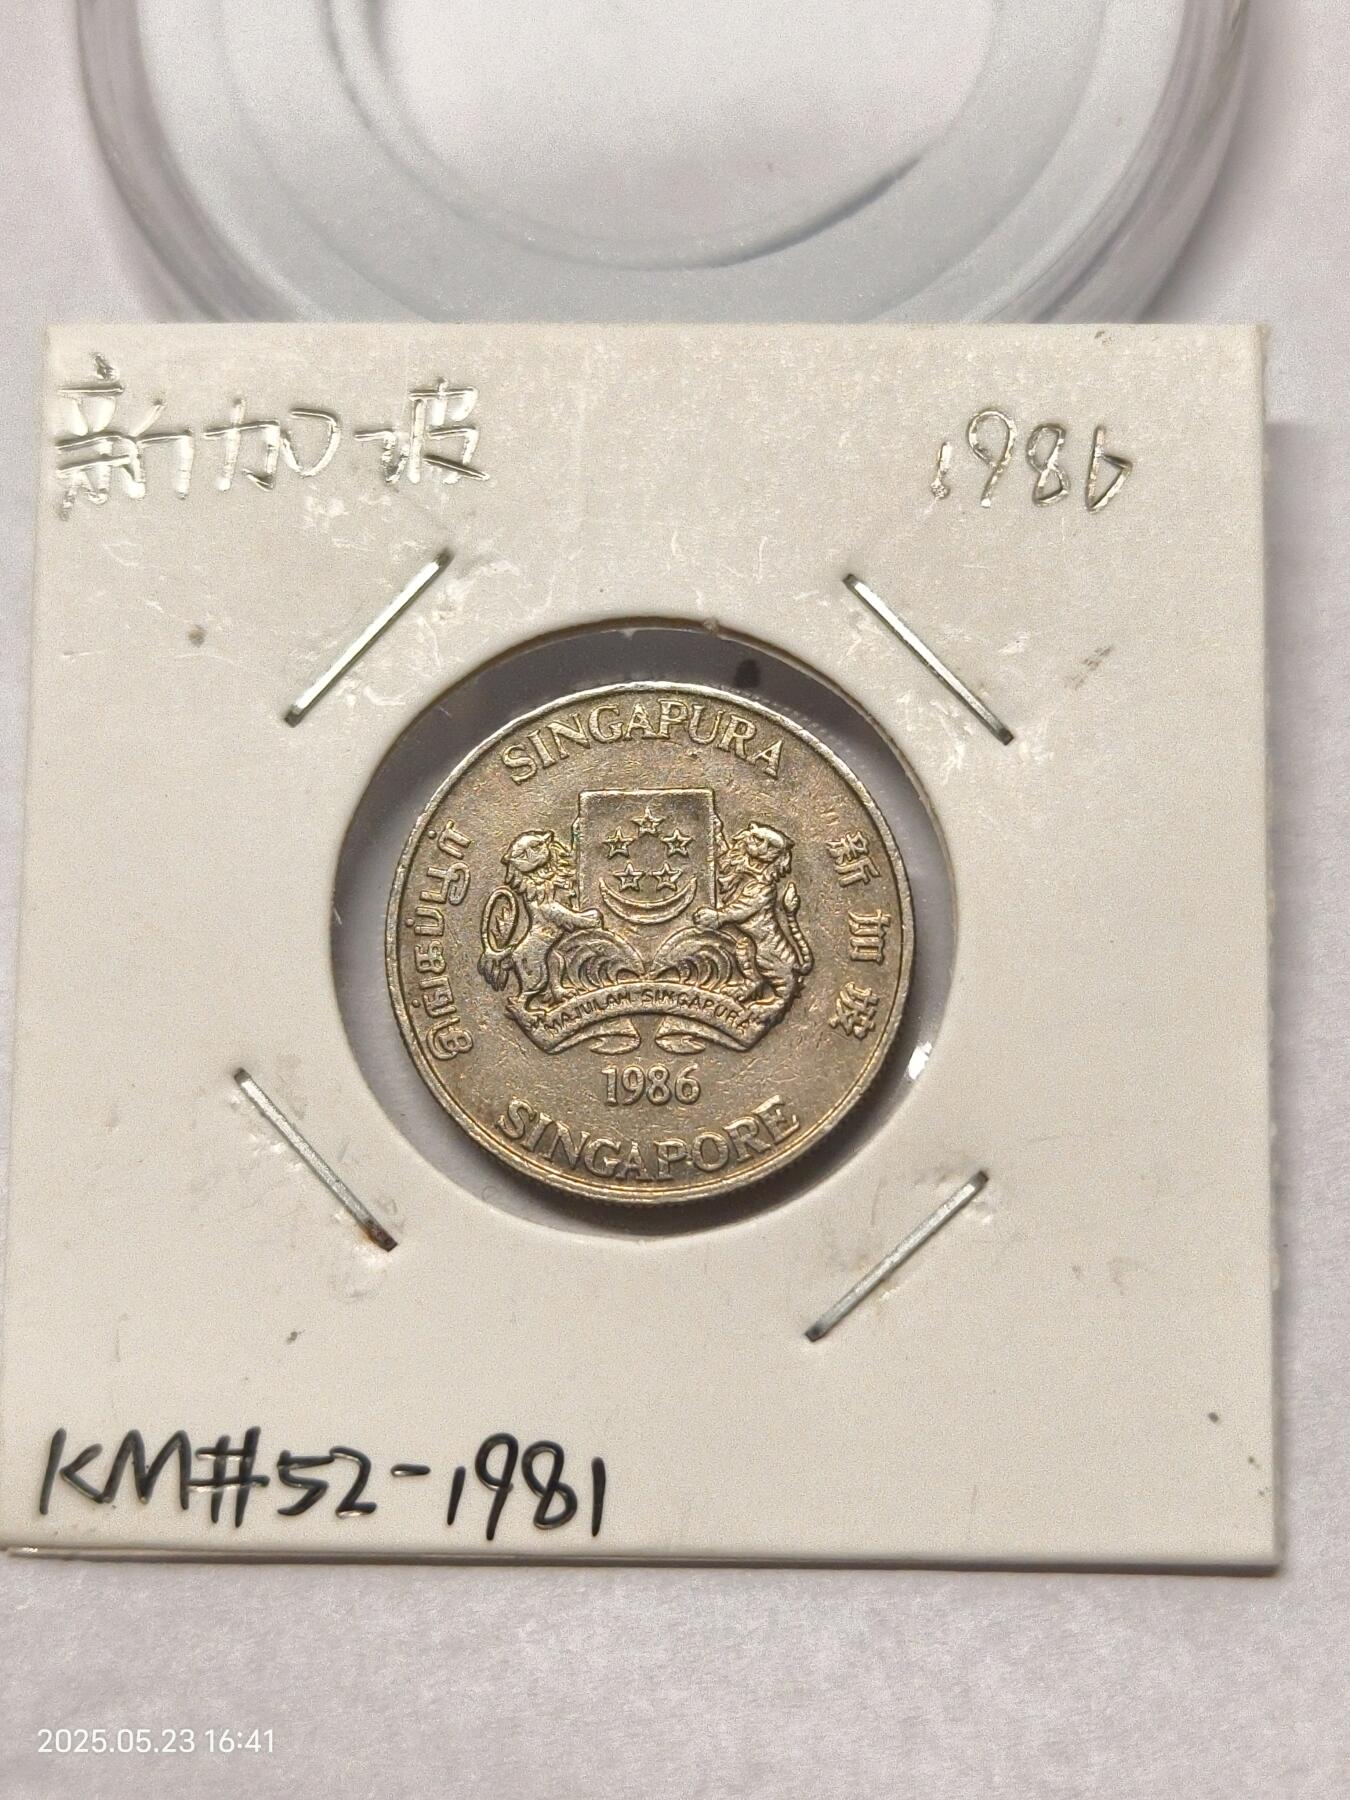 新加坡 1986
SINGAPURA
சிங்கப்பூர்
新加坡
MAJULAH SINGAPURA
1986
SINGAPORE
KM#52-1981
2025.05.23 16:41